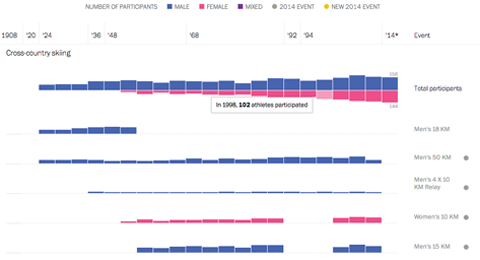 NUMBER OF PARTICIPANTS MALE FEMALE MIXED 2014 EVENT NEW 2014 EVENT
1908 '20 '24 '36 '48 '68 '92 '94 '14* Event
Cross-country skiing
156
Total participants
144
In 1998, 102 athletes participated
Men's 18 KM
Men's 50 KM
Men's 4 X 10
KM Relay
Women's 10 KM
Men's 15 KM